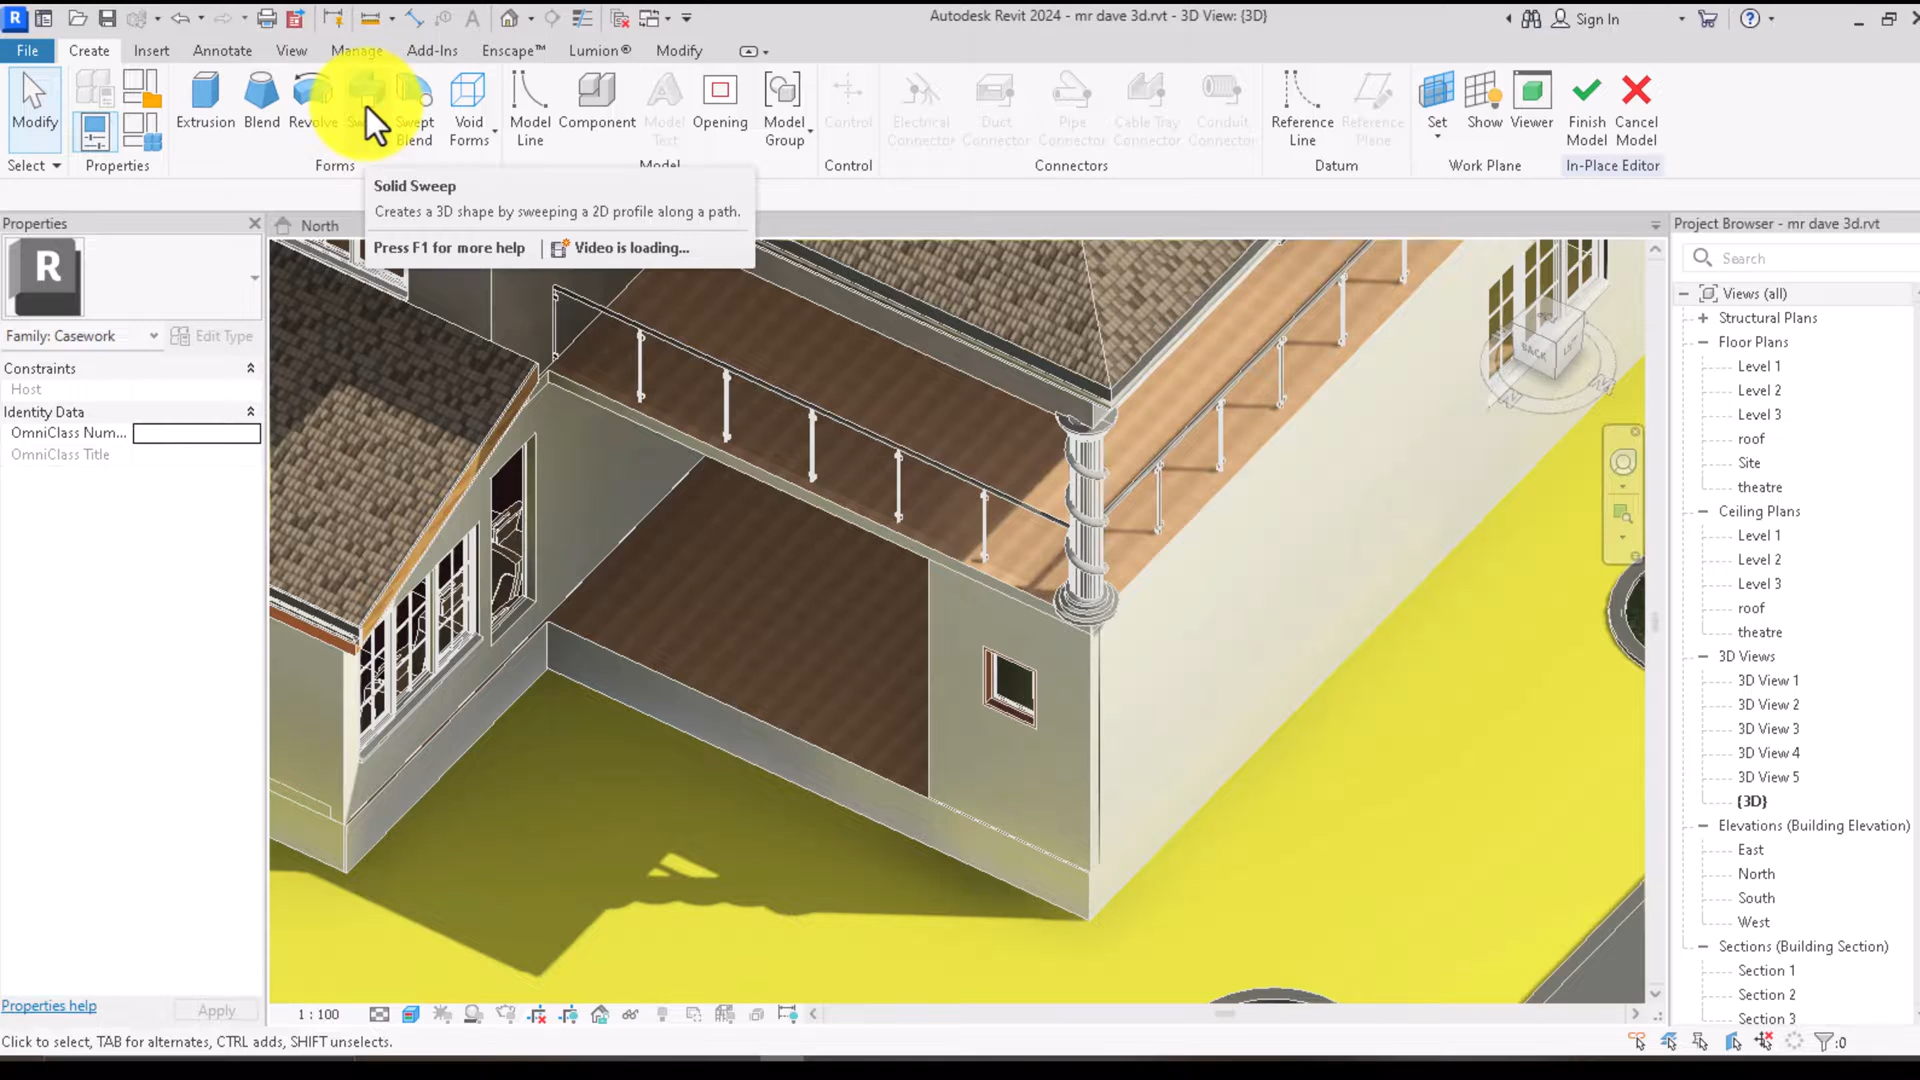 R
Autodesk Revit 2024 - mr dave 3d.rvt - 3D View: {3D}
Sign In
File Create Insert Annotate View Manage Add-Ins Enscape™ Lumion® Modify
Modify Extrusion Blend Revolve Swept Blend Void Forms Model Line Component Model Text Opening Model Group Control Electrical Connector Duct Connector Pipe Connector Cable Tray Connector Conduit Connector Reference Line Reference Plane Set Show Viewer Finish Model Cancel Model
Select Properties Forms Model Control Connectors Datum Work Plane In-Place Editor
Solid Sweep
Creates a 3D shape by sweeping a 2D profile along a path.
Press F1 for more help Video is loading...
Properties
North
R
Family: Casework Edit Type
Constraints
Host
Identity Data
OmniClass Num...
OmniClass Title
Properties help Apply
BACK
Project Browser - mr dave 3d.rvt
Search
Views (all)
Structural Plans
Floor Plans
Level 1
Level 2
Level 3
roof
Site
theatre
Ceiling Plans
Level 1
Level 2
Level 3
roof
theatre
3D Views
3D View 1
3D View 2
3D View 3
3D View 4
3D View 5
{3D}
Elevations (Building Elevation)
East
North
South
West
Sections (Building Section)
Section 1
Section 2
Section 3
1 : 100
Click to select, TAB for alternates, CTRL adds, SHIFT unselects.
:0